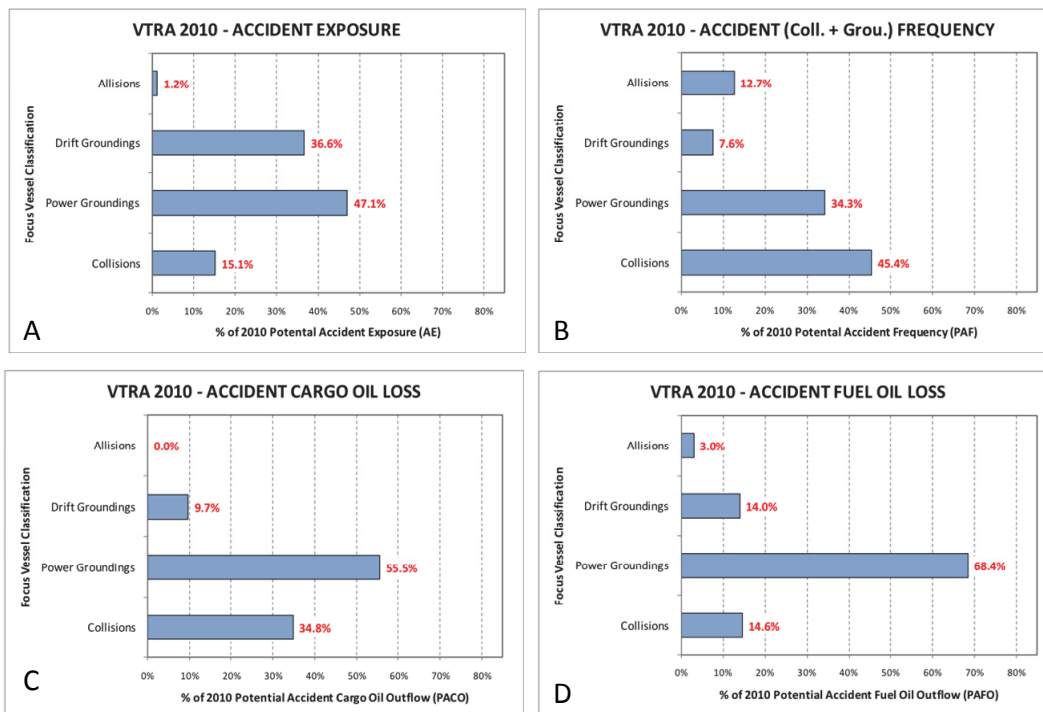 VTRA 2010 - ACCIDENT EXPOSURE
Focus Vessel Classification
Allisions
1.2%
Drift Groundings
36.6%
Power Groundings
47.1%
Collisions
15.1%
0% 10% 20% 30% 40% 50% 60% 70% 80%
A
% of 2010 Potental Accident Exposure (AE)
VTRA 2010 - ACCIDENT (Coll. + Grou.) FREQUENCY
Focus Vessel Classification
Allisions
12.7%
Drift Groundings
7.6%
Power Groundings
34.3%
Collisions
45.4%
0% 10% 20% 30% 40% 50% 60% 70% 80%
B
% of 2010 Potental Accident Frequency (PAF)
VTRA 2010 - ACCIDENT CARGO OIL LOSS
Focus Vessel Classification
Allisions
0.0%
Drift Groundings
9.7%
Power Groundings
55.5%
Collisions
34.8%
0% 10% 20% 30% 40% 50% 60% 70% 80%
C
% of 2010 Potential Accident Cargo Oil Outflow (PACO)
VTRA 2010 - ACCIDENT FUEL OIL LOSS
Focus Vessel Classification
Allisions
3.0%
Drift Groundings
14.0%
Power Groundings
68.4%
Collisions
14.6%
0% 10% 20% 30% 40% 50% 60% 70% 80%
D
% of 2010 Potential Accident Fuel Oil Outflow (PAFO)